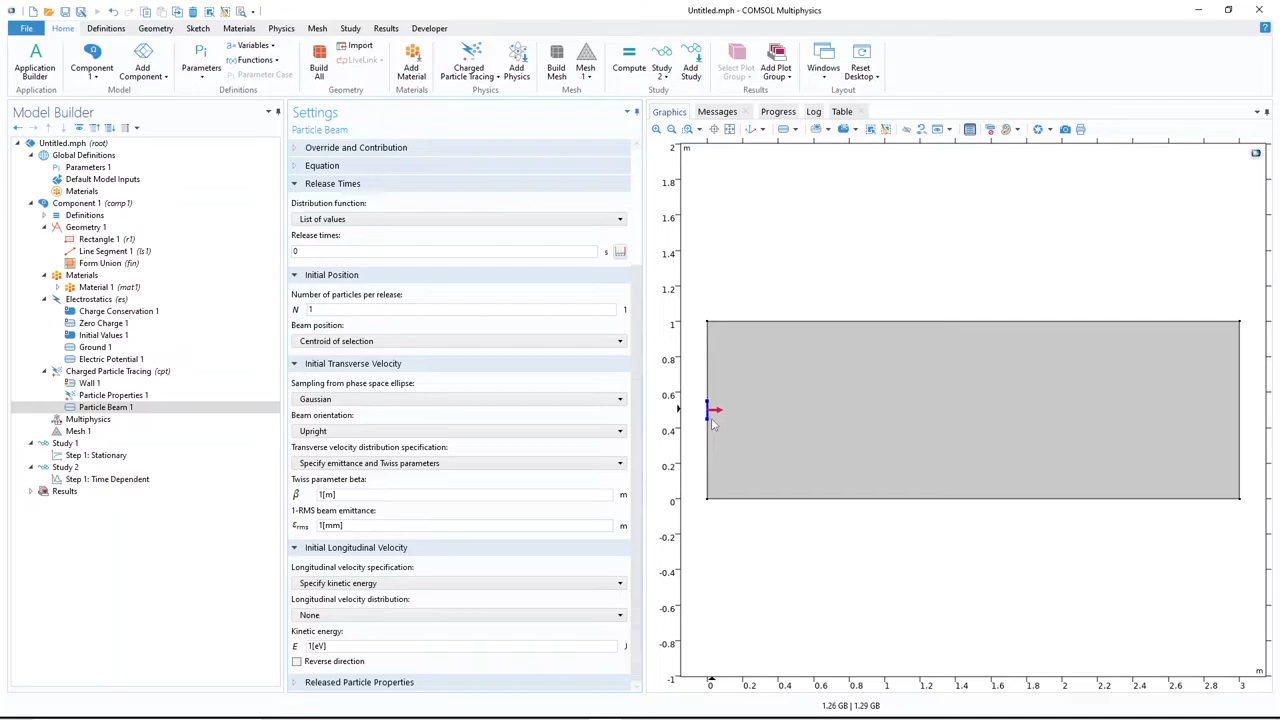 Untitled.mph - COMSOL Multiphysics
File Home Definitions Geometry Sketch Materials Physics Mesh Study Results Developer
Application Builder
Component 1
Add Component
Parameters
Variables
Functions
Parameter Case
Build All
Import
LiveLink
Add Material
Charged Particle Tracing
Add Physics
Build Mesh
Mesh 1
Compute
Study 2
Add Study
Select Plot Group
Add Plot Group
Windows
Reset Desktop
Application Model Definitions Geometry Materials Physics Mesh Study Results Layout
Model Builder
Untitled.mph (root)
Global Definitions
Parameters 1
Default Model Inputs
Materials
Component 1 (comp1)
Definitions
Geometry 1
Rectangle 1 (r1)
Line Segment 1 (ls1)
Form Union (fin)
Materials
Material 1 (mat1)
Electrostatics (es)
Charge Conservation 1
Zero Charge 1
Initial Values 1
Ground 1
Electric Potential 1
Charged Particle Tracing (cpt)
Wall 1
Particle Properties 1
Particle Beam 1
Multiphysics
Mesh 1
Study 1
Step 1: Stationary
Study 2
Step 1: Time Dependent
Results
Settings
Particle Beam
Override and Contribution
Equation
Release Times
Distribution function:
List of values
Release times:
0 s
Initial Position
Number of particles per release:
N 1 1
Beam position:
Centroid of selection
Initial Transverse Velocity
Sampling from phase space ellipse:
Gaussian
Beam orientation:
Upright
Transverse velocity distribution specification:
Specify emittance and Twiss parameters
Twiss parameter beta:
β 1[m] m
1-RMS beam emittance:
εrms 1[mm] m
Initial Longitudinal Velocity
Longitudinal velocity specification:
Specify kinetic energy
Longitudinal velocity distribution:
None
Kinetic energy:
E 1[eV] J
Reverse direction
Released Particle Properties
Graphics Messages Progress Log Table
2 m
1.8
1.6
1.4
1.2
1
0.8
0.6
0.4
0.2
0
-0.2
-0.4
-0.6
-0.8
-1
m
0 0.2 0.4 0.6 0.8 1 1.2 1.4 1.6 1.8 2 2.2 2.4 2.6 2.8 3
1.26 GB | 1.29 GB